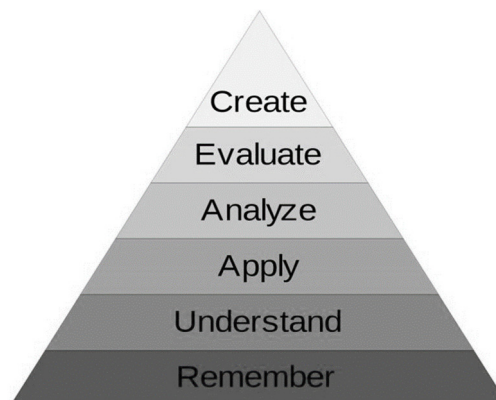 Create
Evaluate
Analyze
Apply
Understand
Remember